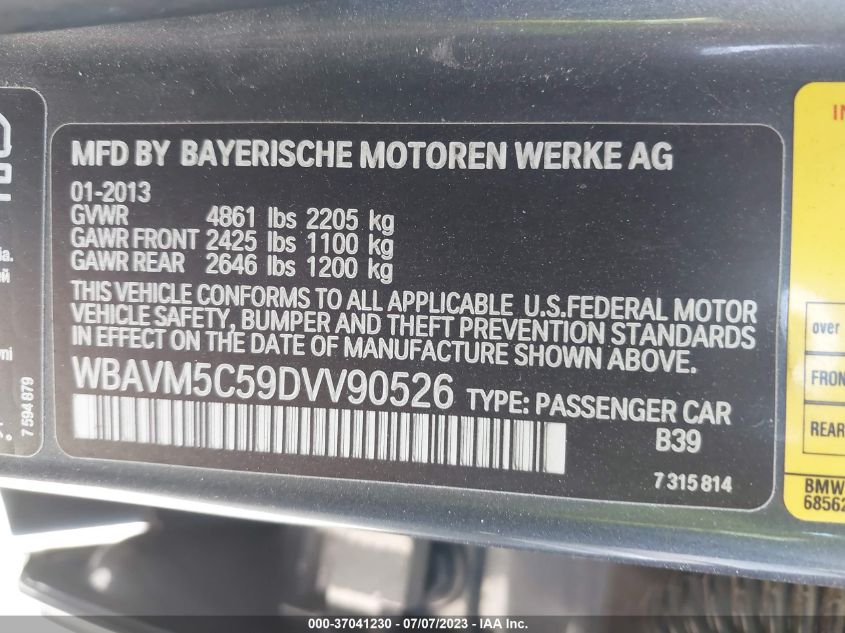 MFD BY BAYERISCHE MOTOREN WERKE AG
01-2013
GVWR 4861 lbs 2205 kg
GAWR FRONT 2425 lbs 1100 kg
GAWR REAR 2646 lbs 1200 kg
THIS VEHICLE CONFORMS TO ALL APPLICABLE U.S.FEDERAL MOTOR
VEHICLE SAFETY, BUMPER AND THEFT PREVENTION STANDARDS
IN EFFECT ON THE DATE OF MANUFACTURE SHOWN ABOVE.
WBAVM5C59DVV90526 TYPE: PASSENGER CAR
B39
7 315 814
7 594 879
over
FRON
REAR
BMW
68562
000-37041230 / 07/07/2023 / IAA Inc.